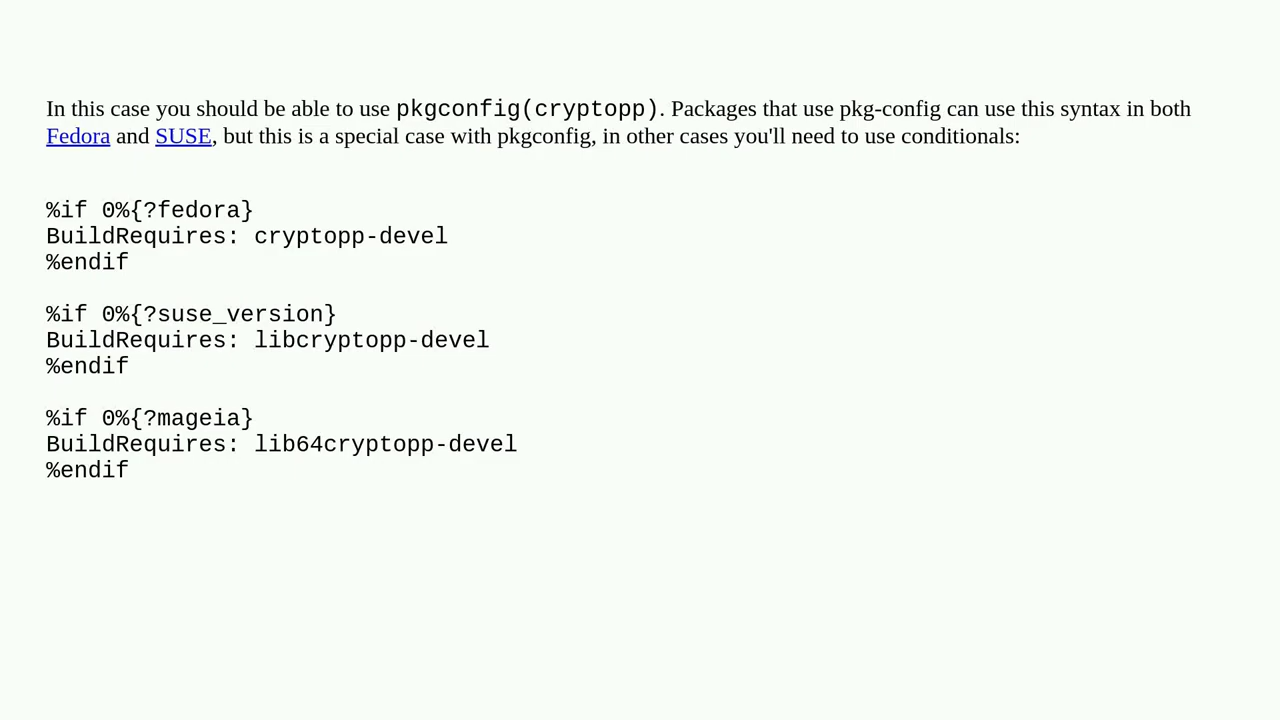 In this case you should be able to use pkgconfig(cryptopp). Packages that use pkg-config can use this syntax in both
Fedora and SUSE, but this is a special case with pkgconfig, in other cases you'll need to use conditionals:
%if 0%{?fedora}
BuildRequires: cryptopp-devel
%endif
%if 0%{?suse_version}
BuildRequires: libcryptopp-devel
%endif
%if 0%{?mageia}
BuildRequires: lib64cryptopp-devel
%endif